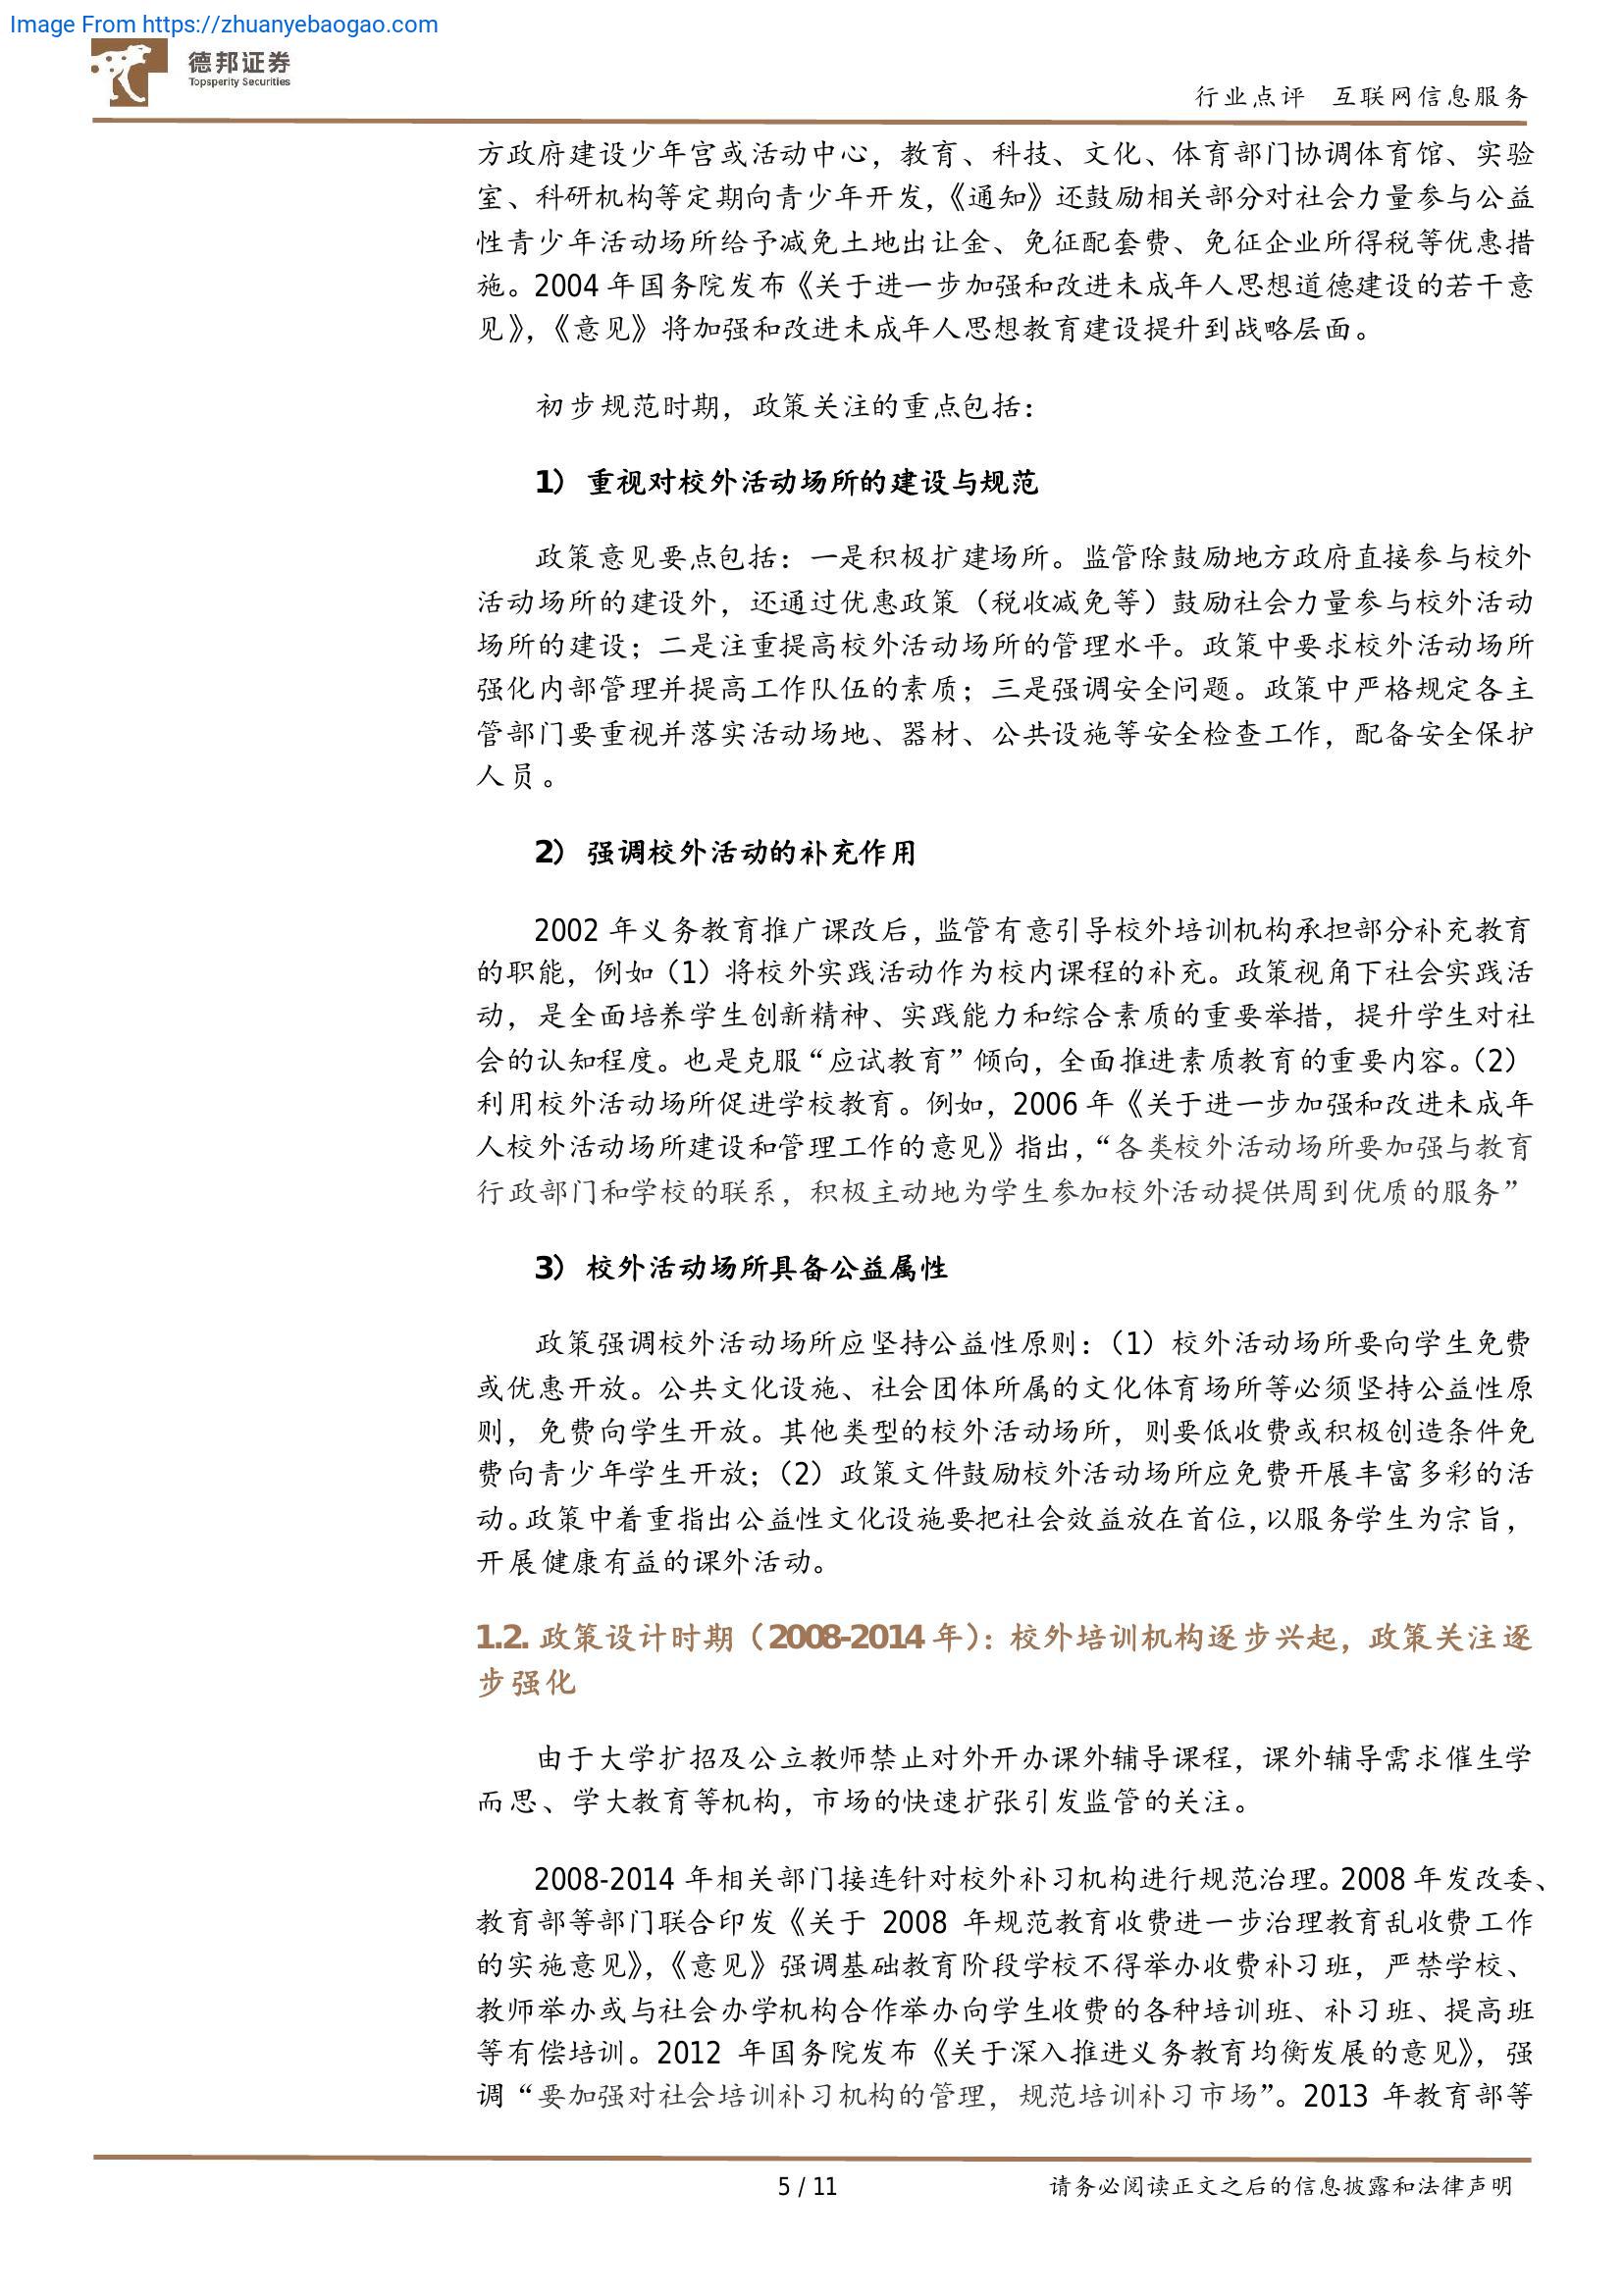 Image From https://zhuanyebaogao.com
德邦证券
Topsperity Securities
行业点评 互联网信息服务
方政府建设少年宫或活动中心，教育、科技、文化、体育部门协调体育馆、实验
室、科研机构等定期向青少年开发，《通知》还鼓励相关部分对社会力量参与公益
性青少年活动场所给予减免土地出让金、免征配套费、免征企业所得税等优惠措
施。2004 年国务院发布《关于进一步加强和改进未成年人思想道德建设的若干意
见》，《意见》将加强和改进未成年人思想教育建设提升到战略层面。
初步规范时期，政策关注的重点包括：
1） 重视对校外活动场所的建设与规范
政策意见要点包括：一是积极扩建场所。监管除鼓励地方政府直接参与校外
活动场所的建设外，还通过优惠政策（税收减免等）鼓励社会力量参与校外活动
场所的建设；二是注重提高校外活动场所的管理水平。政策中要求校外活动场所
强化内部管理并提高工作队伍的素质；三是强调安全问题。政策中严格规定各主
管部门要重视并落实活动场地、器材、公共设施等安全检查工作，配备安全保护
人员。
2） 强调校外活动的补充作用
2002 年义务教育推广课改后，监管有意引导校外培训机构承担部分补充教育
的职能，例如（1）将校外实践活动作为校内课程的补充。政策视角下社会实践活
动，是全面培养学生创新精神、实践能力和综合素质的重要举措，提升学生对社
会的认知程度。也是克服“应试教育”倾向，全面推进素质教育的重要内容。（2）
利用校外活动场所促进学校教育。例如，2006 年《关于进一步加强和改进未成年
人校外活动场所建设和管理工作的意见》指出，“各类校外活动场所要加强与教育
行政部门和学校的联系，积极主动地为学生参加校外活动提供周到优质的服务”
3） 校外活动场所具备公益属性
政策强调校外活动场所应坚持公益性原则：（1）校外活动场所要向学生免费
或优惠开放。公共文化设施、社会团体所属的文化体育场所等必须坚持公益性原
则，免费向学生开放。其他类型的校外活动场所，则要低收费或积极创造条件免
费向青少年学生开放；（2）政策文件鼓励校外活动场所应免费开展丰富多彩的活
动。政策中着重指出公益性文化设施要把社会效益放在首位，以服务学生为宗旨，
开展健康有益的课外活动。
1.2. 政策设计时期（2008-2014 年）：校外培训机构逐步兴起，政策关注逐
步强化
由于大学扩招及公立教师禁止对外开办课外辅导课程，课外辅导需求催生学
而思、学大教育等机构，市场的快速扩张引发监管的关注。
2008-2014 年相关部门接连针对校外补习机构进行规范治理。2008 年发改委、
教育部等部门联合印发《关于 2008 年规范教育收费进一步治理教育乱收费工作
的实施意见》，《意见》强调基础教育阶段学校不得举办收费补习班，严禁学校、
教师举办或与社会办学机构合作举办向学生收费的各种培训班、补习班、提高班
等有偿培训。2012 年国务院发布《关于深入推进义务教育均衡发展的意见》，强
调“要加强对社会培训补习机构的管理，规范培训补习市场”。2013 年教育部等
5 / 11
请务必阅读正文之后的信息披露和法律声明